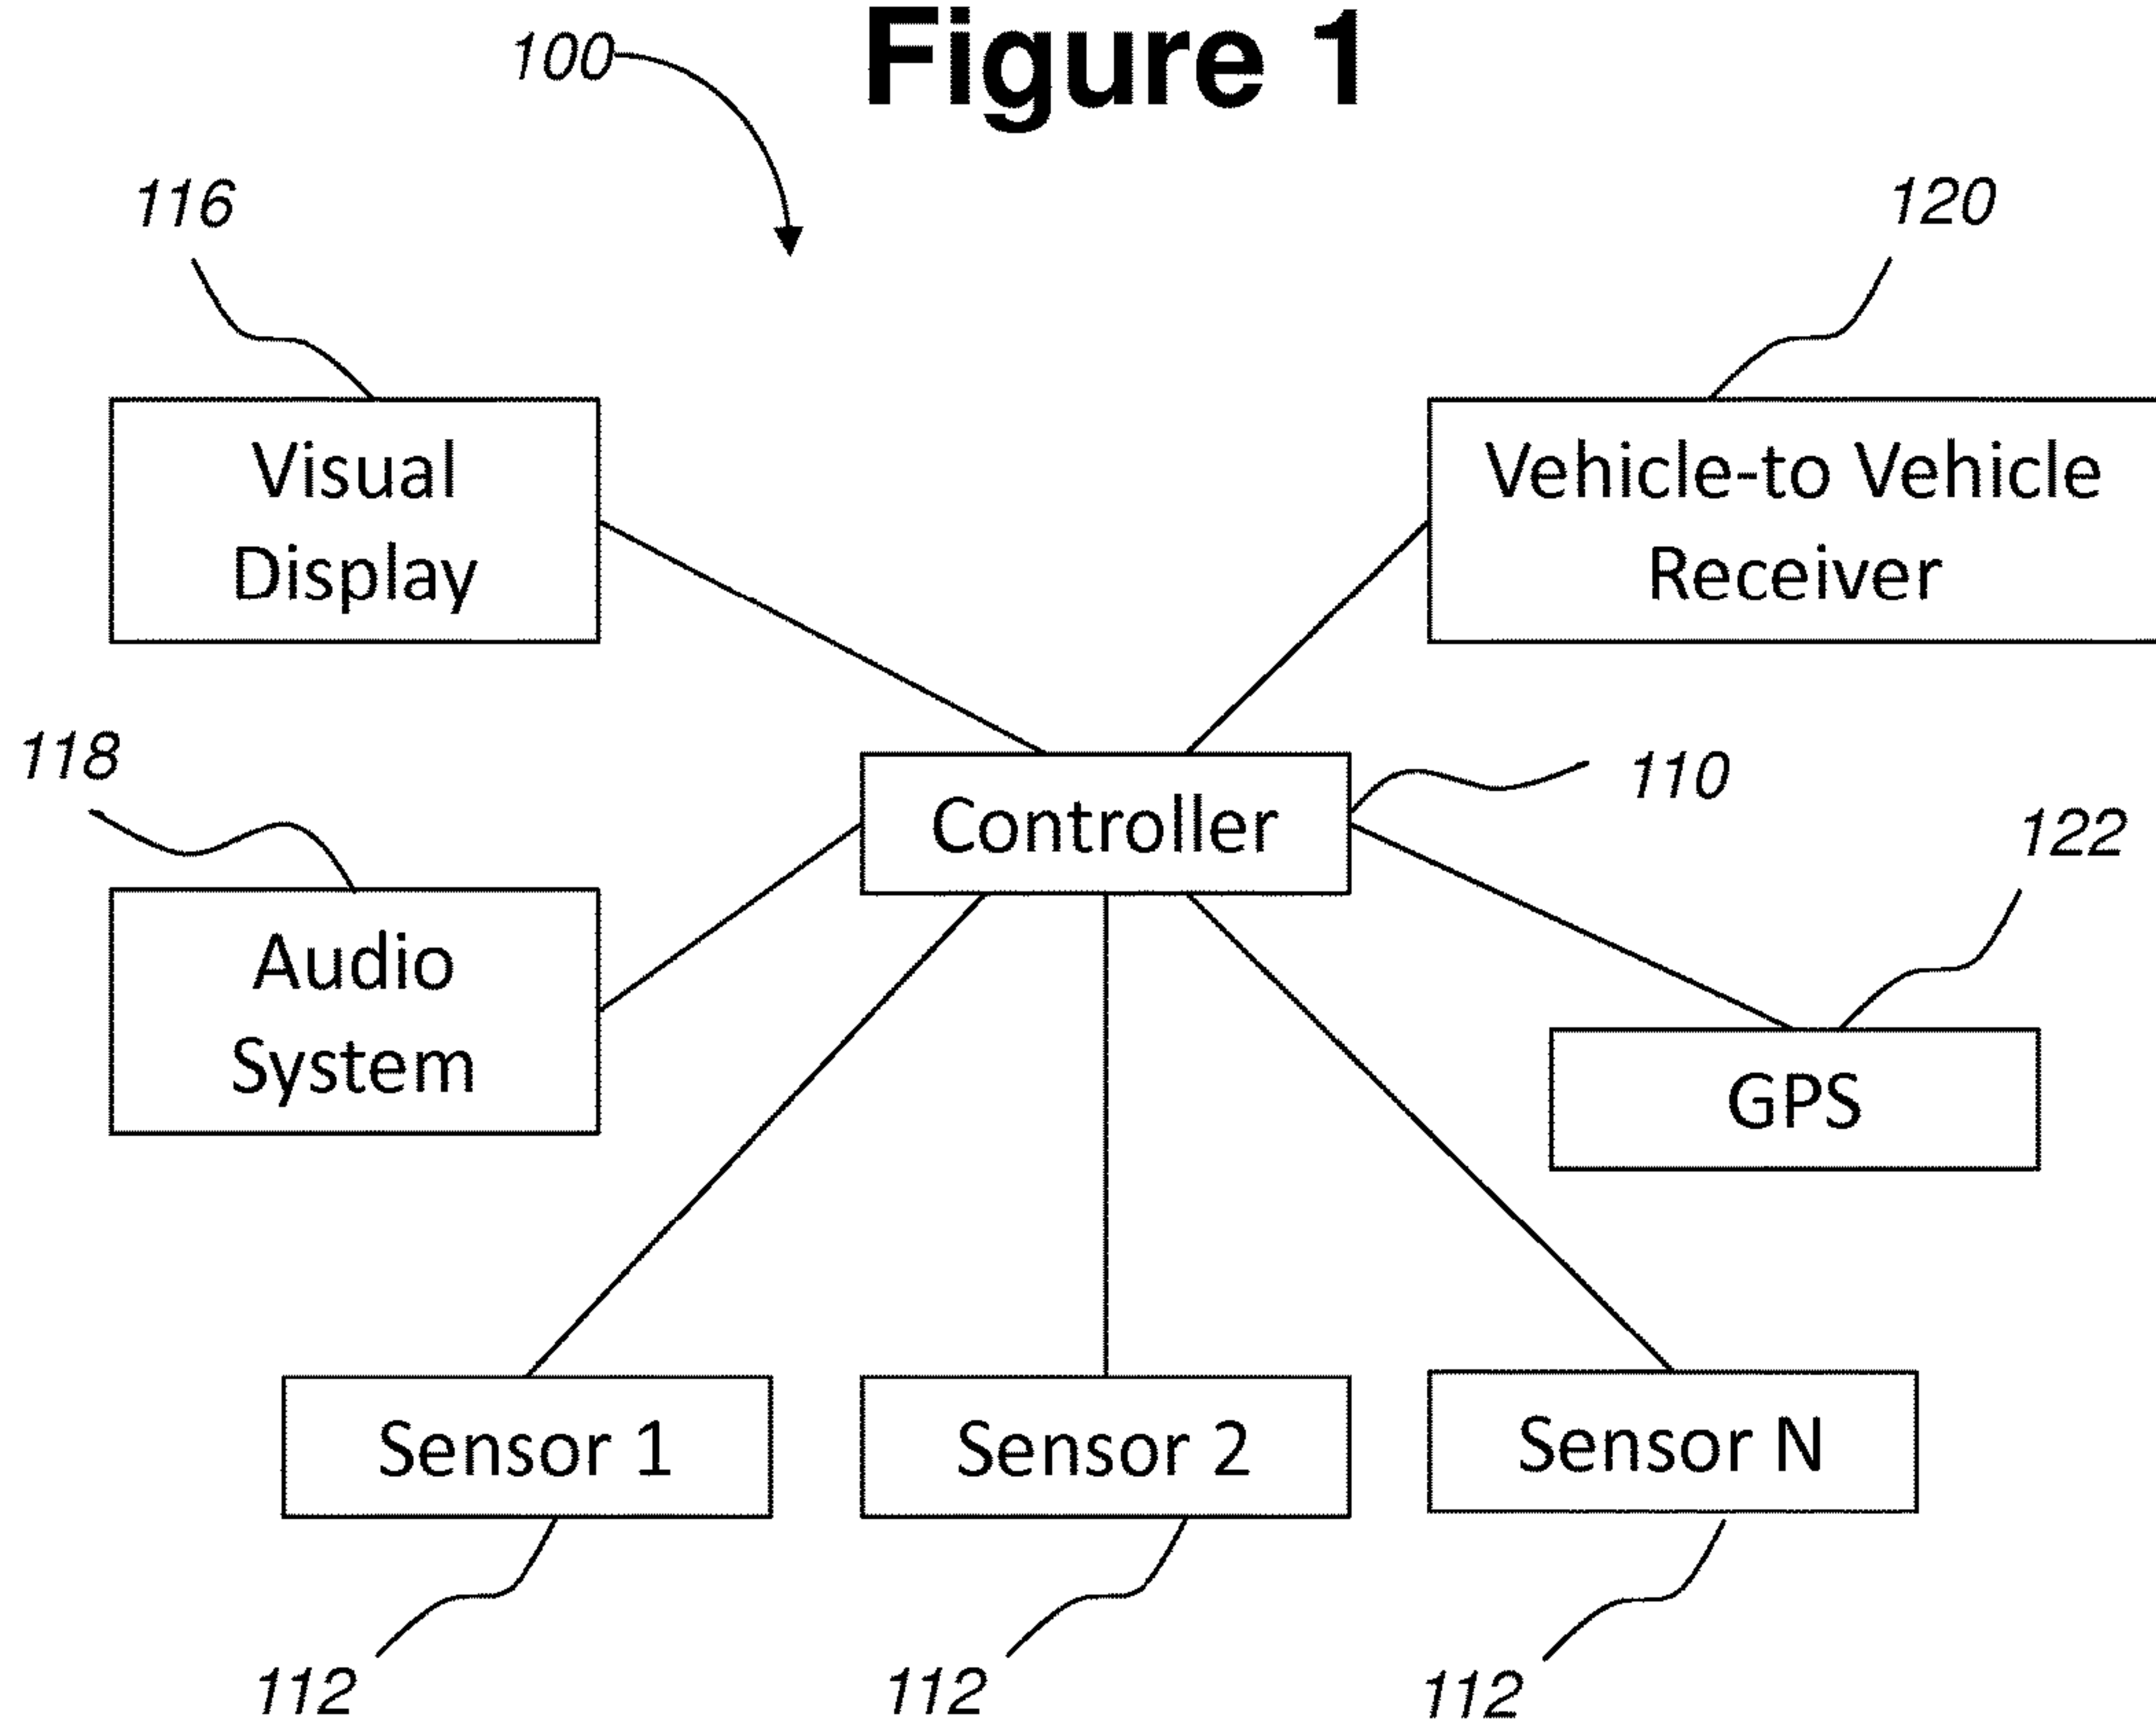 Figure 1
100
116
120
Visual
Display
Vehicle-to Vehicle
Receiver
118
Controller
110
122
Audio
System
GPS
Sensor 1
Sensor 2
Sensor N
112
112
112